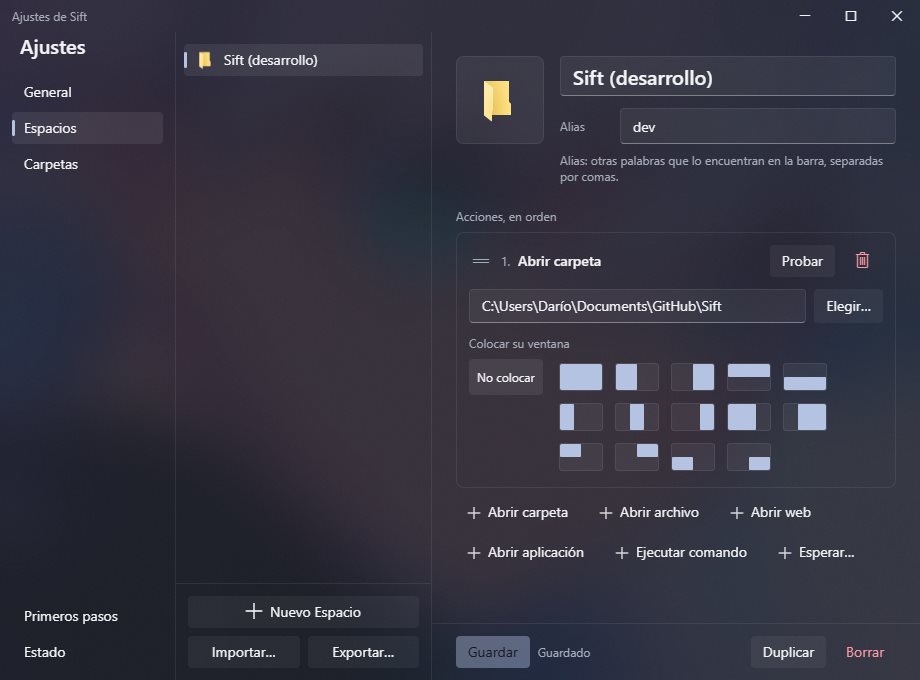 Ajustes de Sift
Ajustes
General
Espacios
Carpetas
Primeros pasos
Estado
Sift (desarrollo)
Nuevo Espacio
Importar...
Exportar...
Sift (desarrollo)
Alias
dev
Alias: otras palabras que lo encuentran en la barra, separadas
por comas.
Acciones, en orden
1. Abrir carpeta
Probar
C:\Users\Darío\Documents\GitHub\Sift
Elegir...
Colocar su ventana
No colocar
Abrir carpeta
Abrir archivo
Abrir web
Abrir aplicación
Ejecutar comando
Esperar...
Guardar
Guardado
Duplicar
Borrar